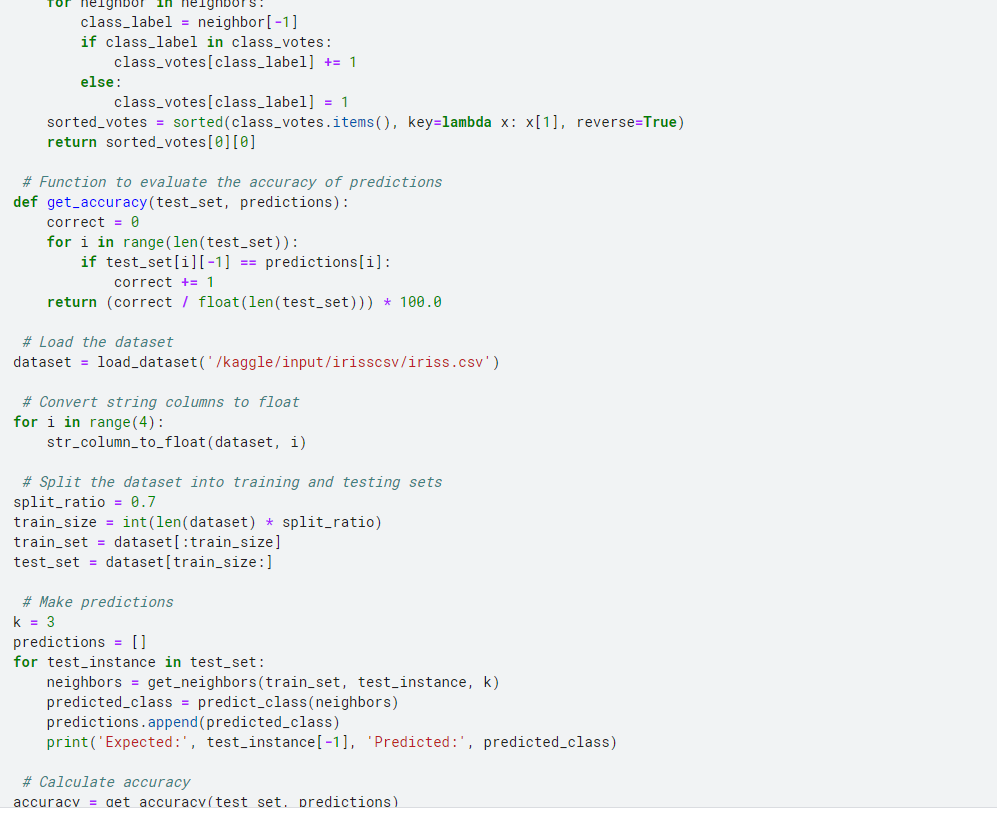 for neighbor in neighbors:
        class_label = neighbor[-1]
        if class_label in class_votes:
            class_votes[class_label] += 1
        else:
            class_votes[class_label] = 1
    sorted_votes = sorted(class_votes.items(), key=lambda x: x[1], reverse=True)
    return sorted_votes[0][0]

 # Function to evaluate the accuracy of predictions
def get_accuracy(test_set, predictions):
    correct = 0
    for i in range(len(test_set)):
        if test_set[i][-1] == predictions[i]:
            correct += 1
    return (correct / float(len(test_set))) * 100.0

 # Load the dataset
dataset = load_dataset('/kaggle/input/irisscsv/iriss.csv')

 # Convert string columns to float
for i in range(4):
    str_column_to_float(dataset, i)

 # Split the dataset into training and testing sets
split_ratio = 0.7
train_size = int(len(dataset) * split_ratio)
train_set = dataset[:train_size]
test_set = dataset[train_size:]

 # Make predictions
k = 3
predictions = []
for test_instance in test_set:
    neighbors = get_neighbors(train_set, test_instance, k)
    predicted_class = predict_class(neighbors)
    predictions.append(predicted_class)
    print('Expected:', test_instance[-1], 'Predicted:', predicted_class)

 # Calculate accuracy
accuracy = get_accuracy(test_set, predictions)